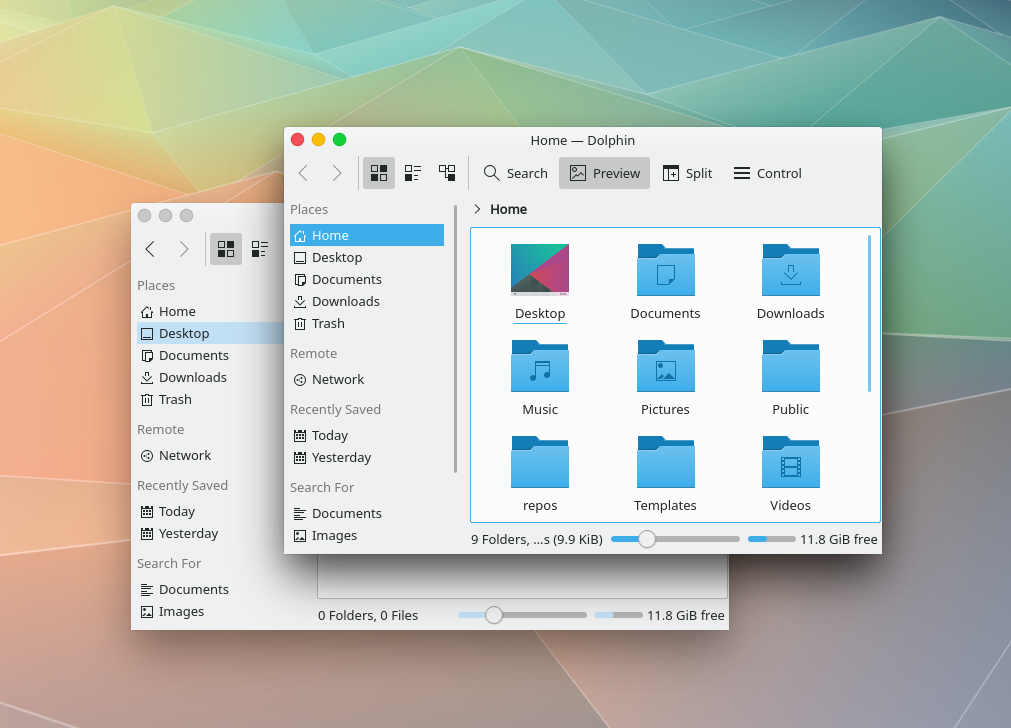 Home — Dolphin
Search Preview Split Control
Places
Home
Desktop
Documents
Downloads
Trash
Remote
Network
Recently Saved
Today
Yesterday
Search For
Documents
Images
> Home
Desktop Documents Downloads
Music Pictures Public
repos Templates Videos
9 Folders, ...s (9.9 KiB) 11.8 GiB free
Places
Home
Desktop
Documents
Downloads
Trash
Remote
Network
Recently Saved
Today
Yesterday
Search For
Documents
Images
0 Folders, 0 Files 11.8 GiB free